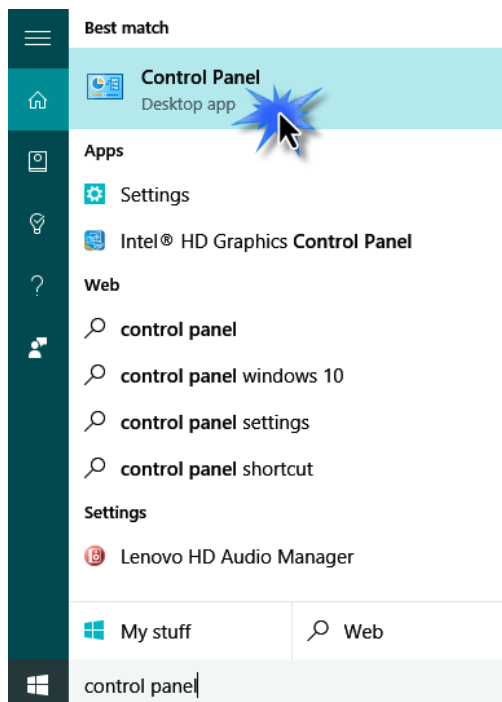 Best match
Control Panel
Desktop app
Apps
Settings
Intel® HD Graphics Control Panel
Web
control panel
control panel windows 10
control panel settings
control panel shortcut
Settings
Lenovo HD Audio Manager
My stuff
Web
control panel